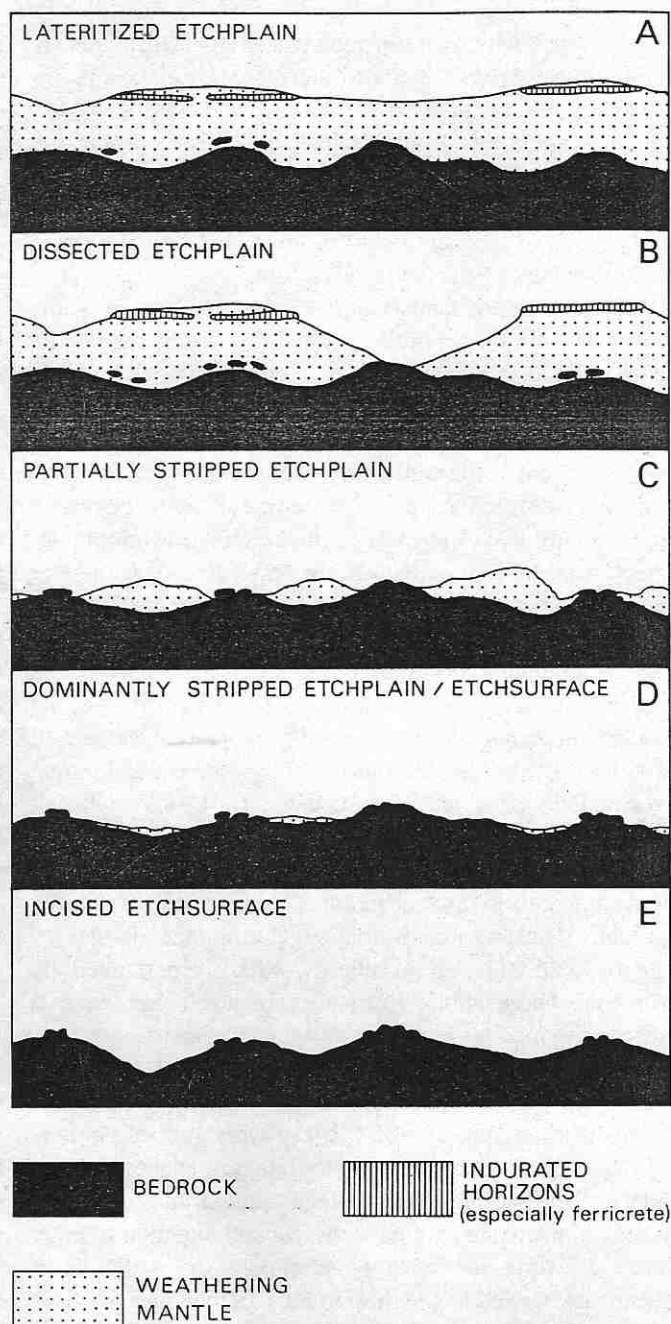 LATERITIZED ETCHPLAIN A
DISSECTED ETCHPLAIN B
PARTIALLY STRIPPED ETCHPLAIN C
DOMINANTLY STRIPPED ETCHPLAIN / ETCHSURFACE D
INCISED ETCHSURFACE E
BEDROCK
INDURATED
HORIZONS
(especially ferricrete)
WEATHERING
MANTLE